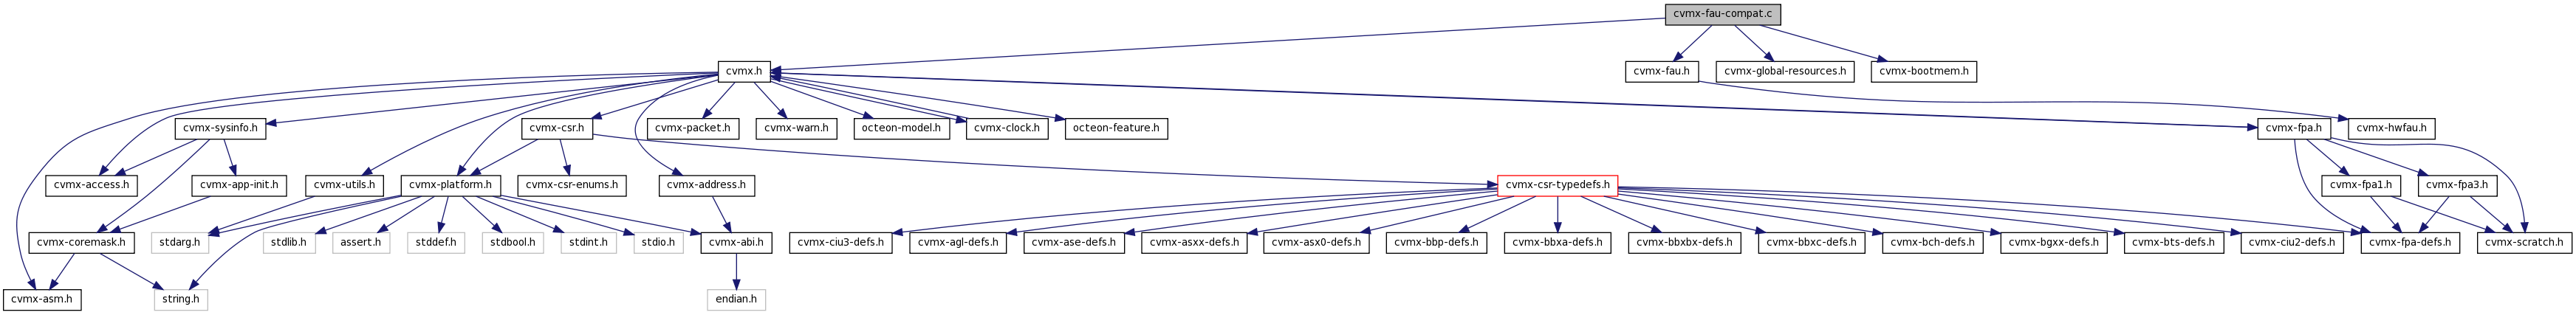 cvmx-fau-compat.c
cvmx.h
cvmx-fau.h
cvmx-global-resources.h
cvmx-bootmem.h
cvmx-sysinfo.h
cvmx-csr.h
cvmx-packet.h
cvmx-warn.h
octeon-model.h
cvmx-clock.h
octeon-feature.h
cvmx-fpa.h
cvmx-hwfau.h
cvmx-access.h
cvmx-app-init.h
cvmx-utils.h
cvmx-platform.h
cvmx-csr-enums.h
cvmx-address.h
cvmx-csr-typedefs.h
cvmx-fpa1.h
cvmx-fpa3.h
cvmx-coremask.h
stdarg.h
stdlib.h
assert.h
stddef.h
stdbool.h
stdint.h
stdio.h
cvmx-abi.h
cvmx-ciu3-defs.h
cvmx-agl-defs.h
cvmx-ase-defs.h
cvmx-asxx-defs.h
cvmx-asx0-defs.h
cvmx-bbp-defs.h
cvmx-bbxa-defs.h
cvmx-bbxbx-defs.h
cvmx-bbxc-defs.h
cvmx-bch-defs.h
cvmx-bgxx-defs.h
cvmx-bts-defs.h
cvmx-ciu2-defs.h
cvmx-fpa-defs.h
cvmx-scratch.h
cvmx-asm.h
string.h
endian.h